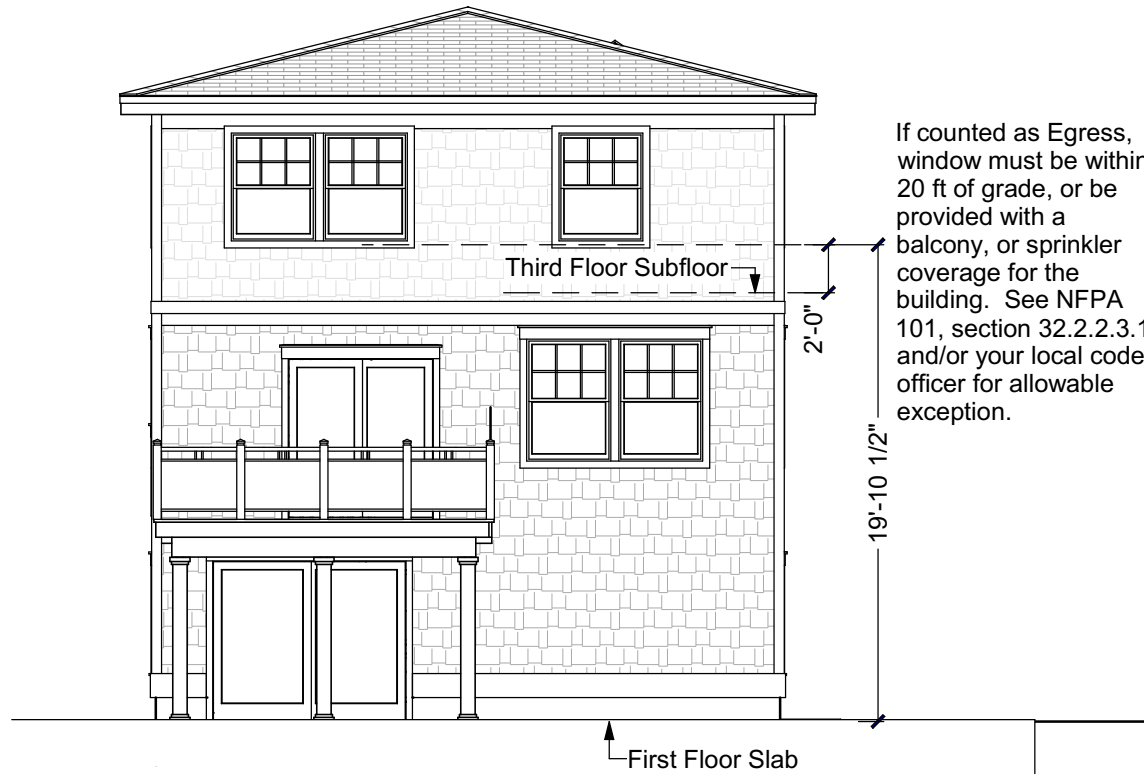 If counted as Egress,
window must be within
20 ft of grade, or be
provided with a
balcony, or sprinkler
coverage for the
building. See NFPA
101, section 32.2.2.3.1
and/or your local code
officer for allowable
exception.
Third Floor Subfloor
2'-0"
19'-10 1/2"
First Floor Slab